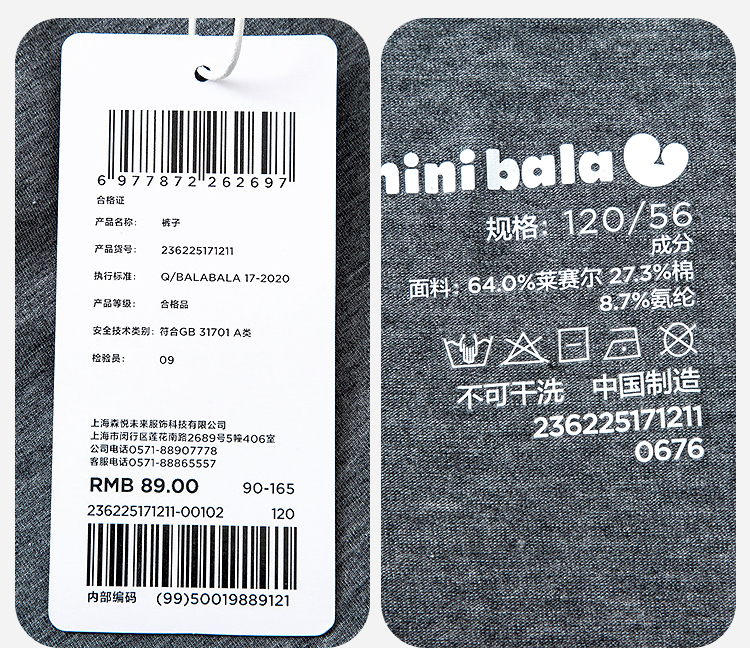 6 977872 262697
合格证
产品名称： 裤子
产品货号： 236225171211
执行标准： Q/BALABALA 17-2020
产品等级： 合格品
安全技术类别：符合GB 31701 A类
检验员： 09
上海森悦未来服饰科技有限公司
上海市闵行区莲花南路2689号5幢406室
公司电话0571-88907778
客服电话0571-88865557
RMB 89.00 90-165
236225171211-00102 120
内部编码 (99)50019889121
mini bala
规格：120/56
成分
面料：64.0%莱赛尔 27.3%棉
8.7%氨纶
不可干洗 中国制造
236225171211
0676